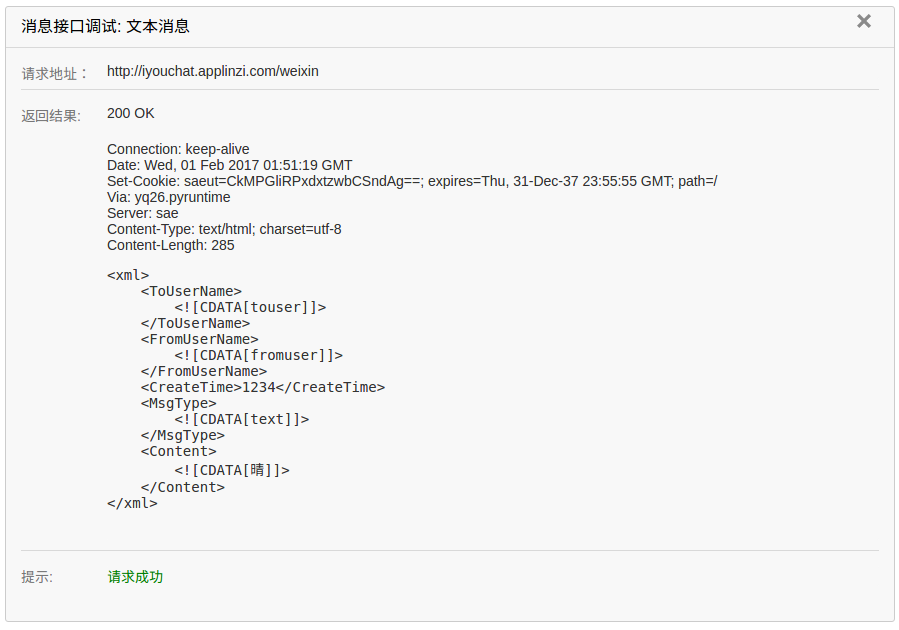 消息接口调试: 文本消息
请求地址： http://iyouchat.applinzi.com/weixin
返回结果: 200 OK
Connection: keep-alive
Date: Wed, 01 Feb 2017 01:51:19 GMT
Set-Cookie: saeut=CkMPGliRPxdxtzwbCSndAg==; expires=Thu, 31-Dec-37 23:55:55 GMT; path=/
Via: yq26.pyruntime
Server: sae
Content-Type: text/html; charset=utf-8
Content-Length: 285
<xml>
    <ToUserName>
        <![CDATA[touser]]>
    </ToUserName>
    <FromUserName>
        <![CDATA[fromuser]]>
    </FromUserName>
    <CreateTime>1234</CreateTime>
    <MsgType>
        <![CDATA[text]]>
    </MsgType>
    <Content>
        <![CDATA[晴]]>
    </Content>
</xml>
提示: 请求成功